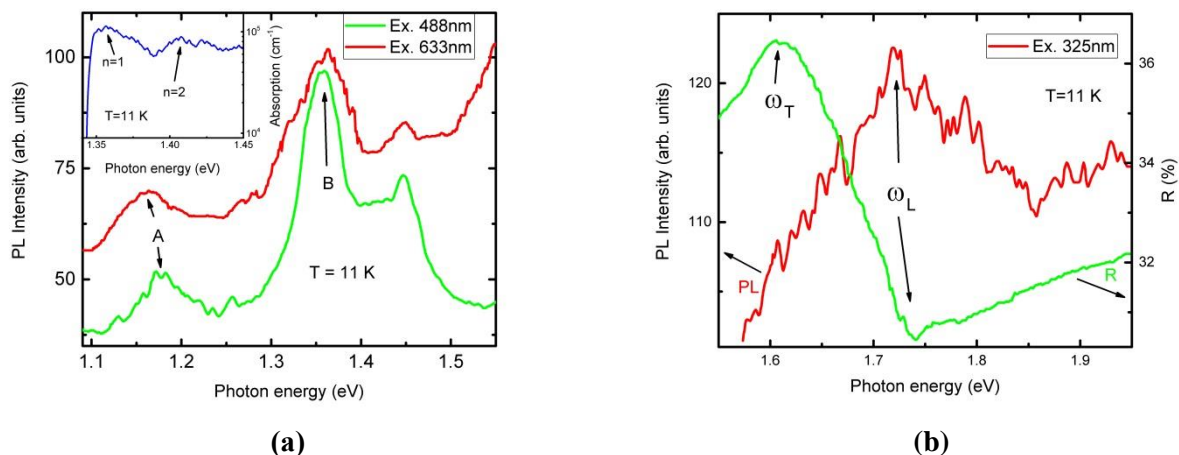 100
75
50
PL Intensity (arb. units)
1.1 1.2 1.3 1.4 1.5
Photon energy (eV)
Ex. 488nm
Ex. 633nm
A
B
T = 11 K
n=1
n=2
T=11 K
10⁵
10⁴
Absorption (cm⁻¹)
1.35 1.40 1.45
Photon energy (eV)
(a)
120
110
PL Intensity (arb. units)
1.6 1.7 1.8 1.9
Photon energy (eV)
Ex. 325nm
T=11 K
ω_T
ω_L
PL
R
36
34
32
R (%)
(b)